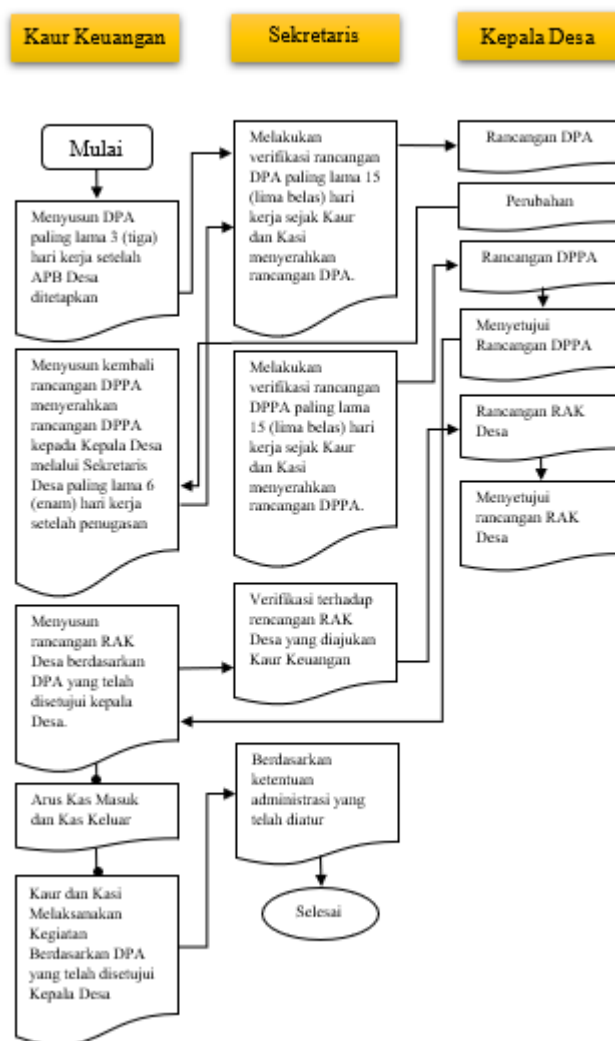 Kaur Keuangan
Sekretaris
Kepala Desa
Mulai
Menyusun DPA
paling lama 3 (tiga)
hari kerja setelah
APB Desa
ditetapkan
Menyusun kembali
rancangan DPPA
menyerahkan
rancangan DPPA
kepada Kepala Desa
melalui Sekretaris
Desa paling lama 6
(enam) hari kerja
setelah penugasan
Menyusun
rancangan RAK
Desa berdasarkan
DPA yang telah
disetujui kepala
Desa.
Arus Kas Masuk
dan Kas Keluar
Kaur dan Kasi
Melaksanakan
Kegiatan
Berdasarkan DPA
yang telah disetujui
Kepala Desa
Melakukan
verifikasi rancangan
DPA paling lama 15
(lima belas) hari
kerja sejak Kaur
dan Kasi
menyerahkan
rancangan DPA.
Melakukan
verifikasi rancangan
DPPA paling lama
15 (lima belas) hari
kerja sejak Kaur
dan Kasi
menyerahkan
rancangan DPPA.
Verifikasi terhadap
rencangan RAK
Desa yang diajukan
Kaur Keuangan
Berdasarkan
ketentuan
administrasi yang
telah diatur
Selesai
Rancangan DPA
Perubahan
Rancangan DPPA
Menyetujui
Rancangan DPPA
Rancangan RAK
Desa
Menyetujui
rancangan RAK
Desa